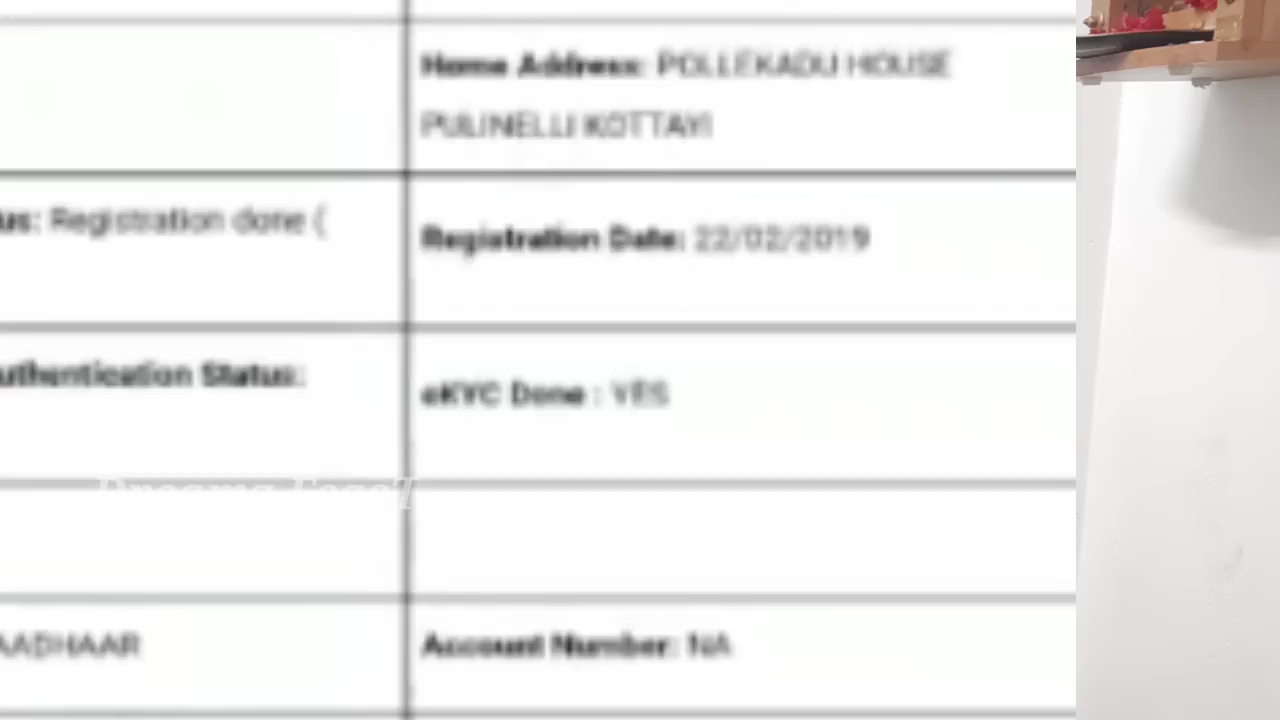 Home Address: POLLEKADU HOUSE
PULINELLI KOTTAYI
us: Registration done (
Registration Date: 22/02/2019
uthentication Status:
eKYC Done : YES
AADHAAR
Account Number: NA